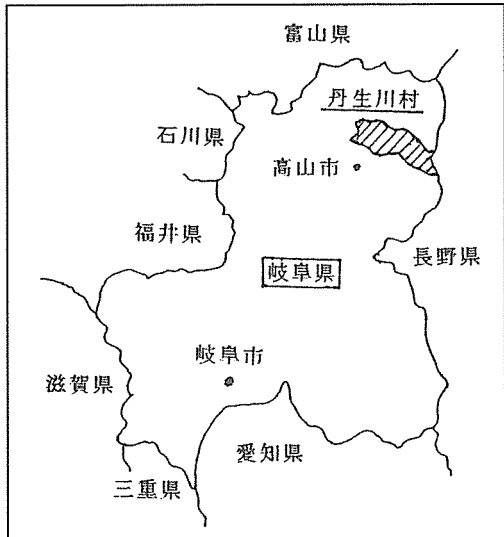 富山県
丹生川村
石川県
高山市
福井県
長野県
岐阜県
岐阜市
滋賀県
愛知県
三重県